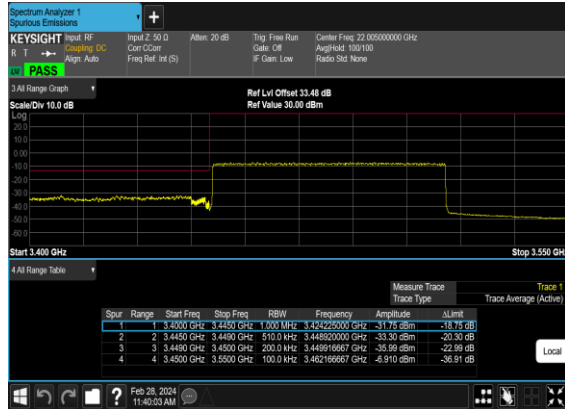 Spectrum Analyzer 1
Spurious Emissions
KEYSIGHT Input: RF Input Z: 50 Ω Atten: 20 dB Trig: Free Run Center Freq: 22.005000000 GHz
R T Coupling: DC Corr CCorr Gate: Off Avg|Hold: 100/100
Align: Auto Freq Ref: Int (S) IF Gain: Low Radio Std: None
PASS
3 All Range Graph Ref Lvl Offset 33.48 dB
Scale/Div 10.0 dB Ref Value 30.00 dBm
Log
20.0
10.0
0.00
-10.0
-20.0
-30.0
-40.0
-50.0
-60.0
Start 3.400 GHz Stop 3.550 GHz
4 All Range Table
Measure Trace Trace 1
Trace Type Trace Average (Active)
Spur Range Start Freq Stop Freq RBW Frequency Amplitude ΔLimit
1 1 3.4000 GHz 3.4450 GHz 1.000 MHz 3.424225000 GHz -31.75 dBm -18.75 dB
2 2 3.4450 GHz 3.4490 GHz 510.0 kHz 3.448920000 GHz -33.30 dBm -20.30 dB
3 3 3.4490 GHz 3.4500 GHz 200.0 kHz 3.449916667 GHz -35.99 dBm -22.99 dB
4 4 3.4500 GHz 3.5500 GHz 100.0 kHz 3.462166667 GHz -6.910 dBm -36.91 dB
Local
Feb 28, 2024
11:40:03 AM